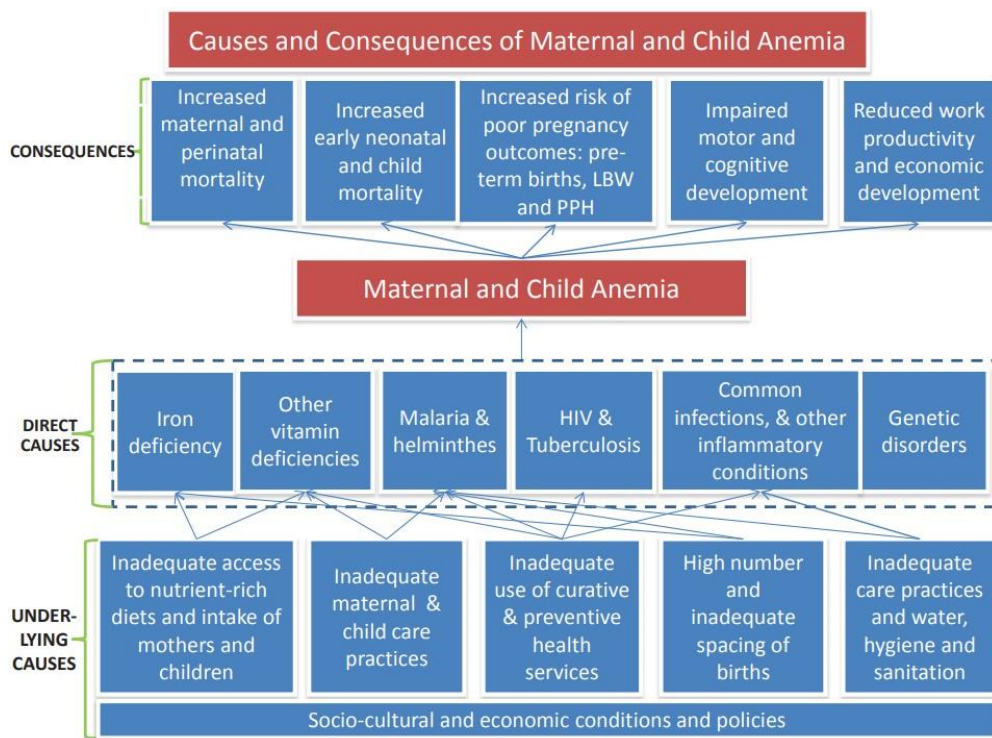 Causes and Consequences of Maternal and Child Anemia
CONSEQUENCES
Increased
maternal and
perinatal
mortality
Increased
early neonatal
and child
mortality
Increased risk of
poor pregnancy
outcomes: pre-
term births, LBW
and PPH
Impaired
motor and
cognitive
development
Reduced work
productivity
and economic
development
Maternal and Child Anemia
DIRECT
CAUSES
Iron
deficiency
Other
vitamin
deficiencies
Malaria &
helminthes
HIV &
Tuberculosis
Common
infections, & other
inflammatory
conditions
Genetic
disorders
UNDER-
LYING
CAUSES
Inadequate access
to nutrient-rich
diets and intake of
mothers and
children
Inadequate
maternal &
child care
practices
Inadequate
use of curative
& preventive
health
services
High number
and
inadequate
spacing of
births
Inadequate
care practices
and water,
hygiene and
sanitation
Socio-cultural and economic conditions and policies